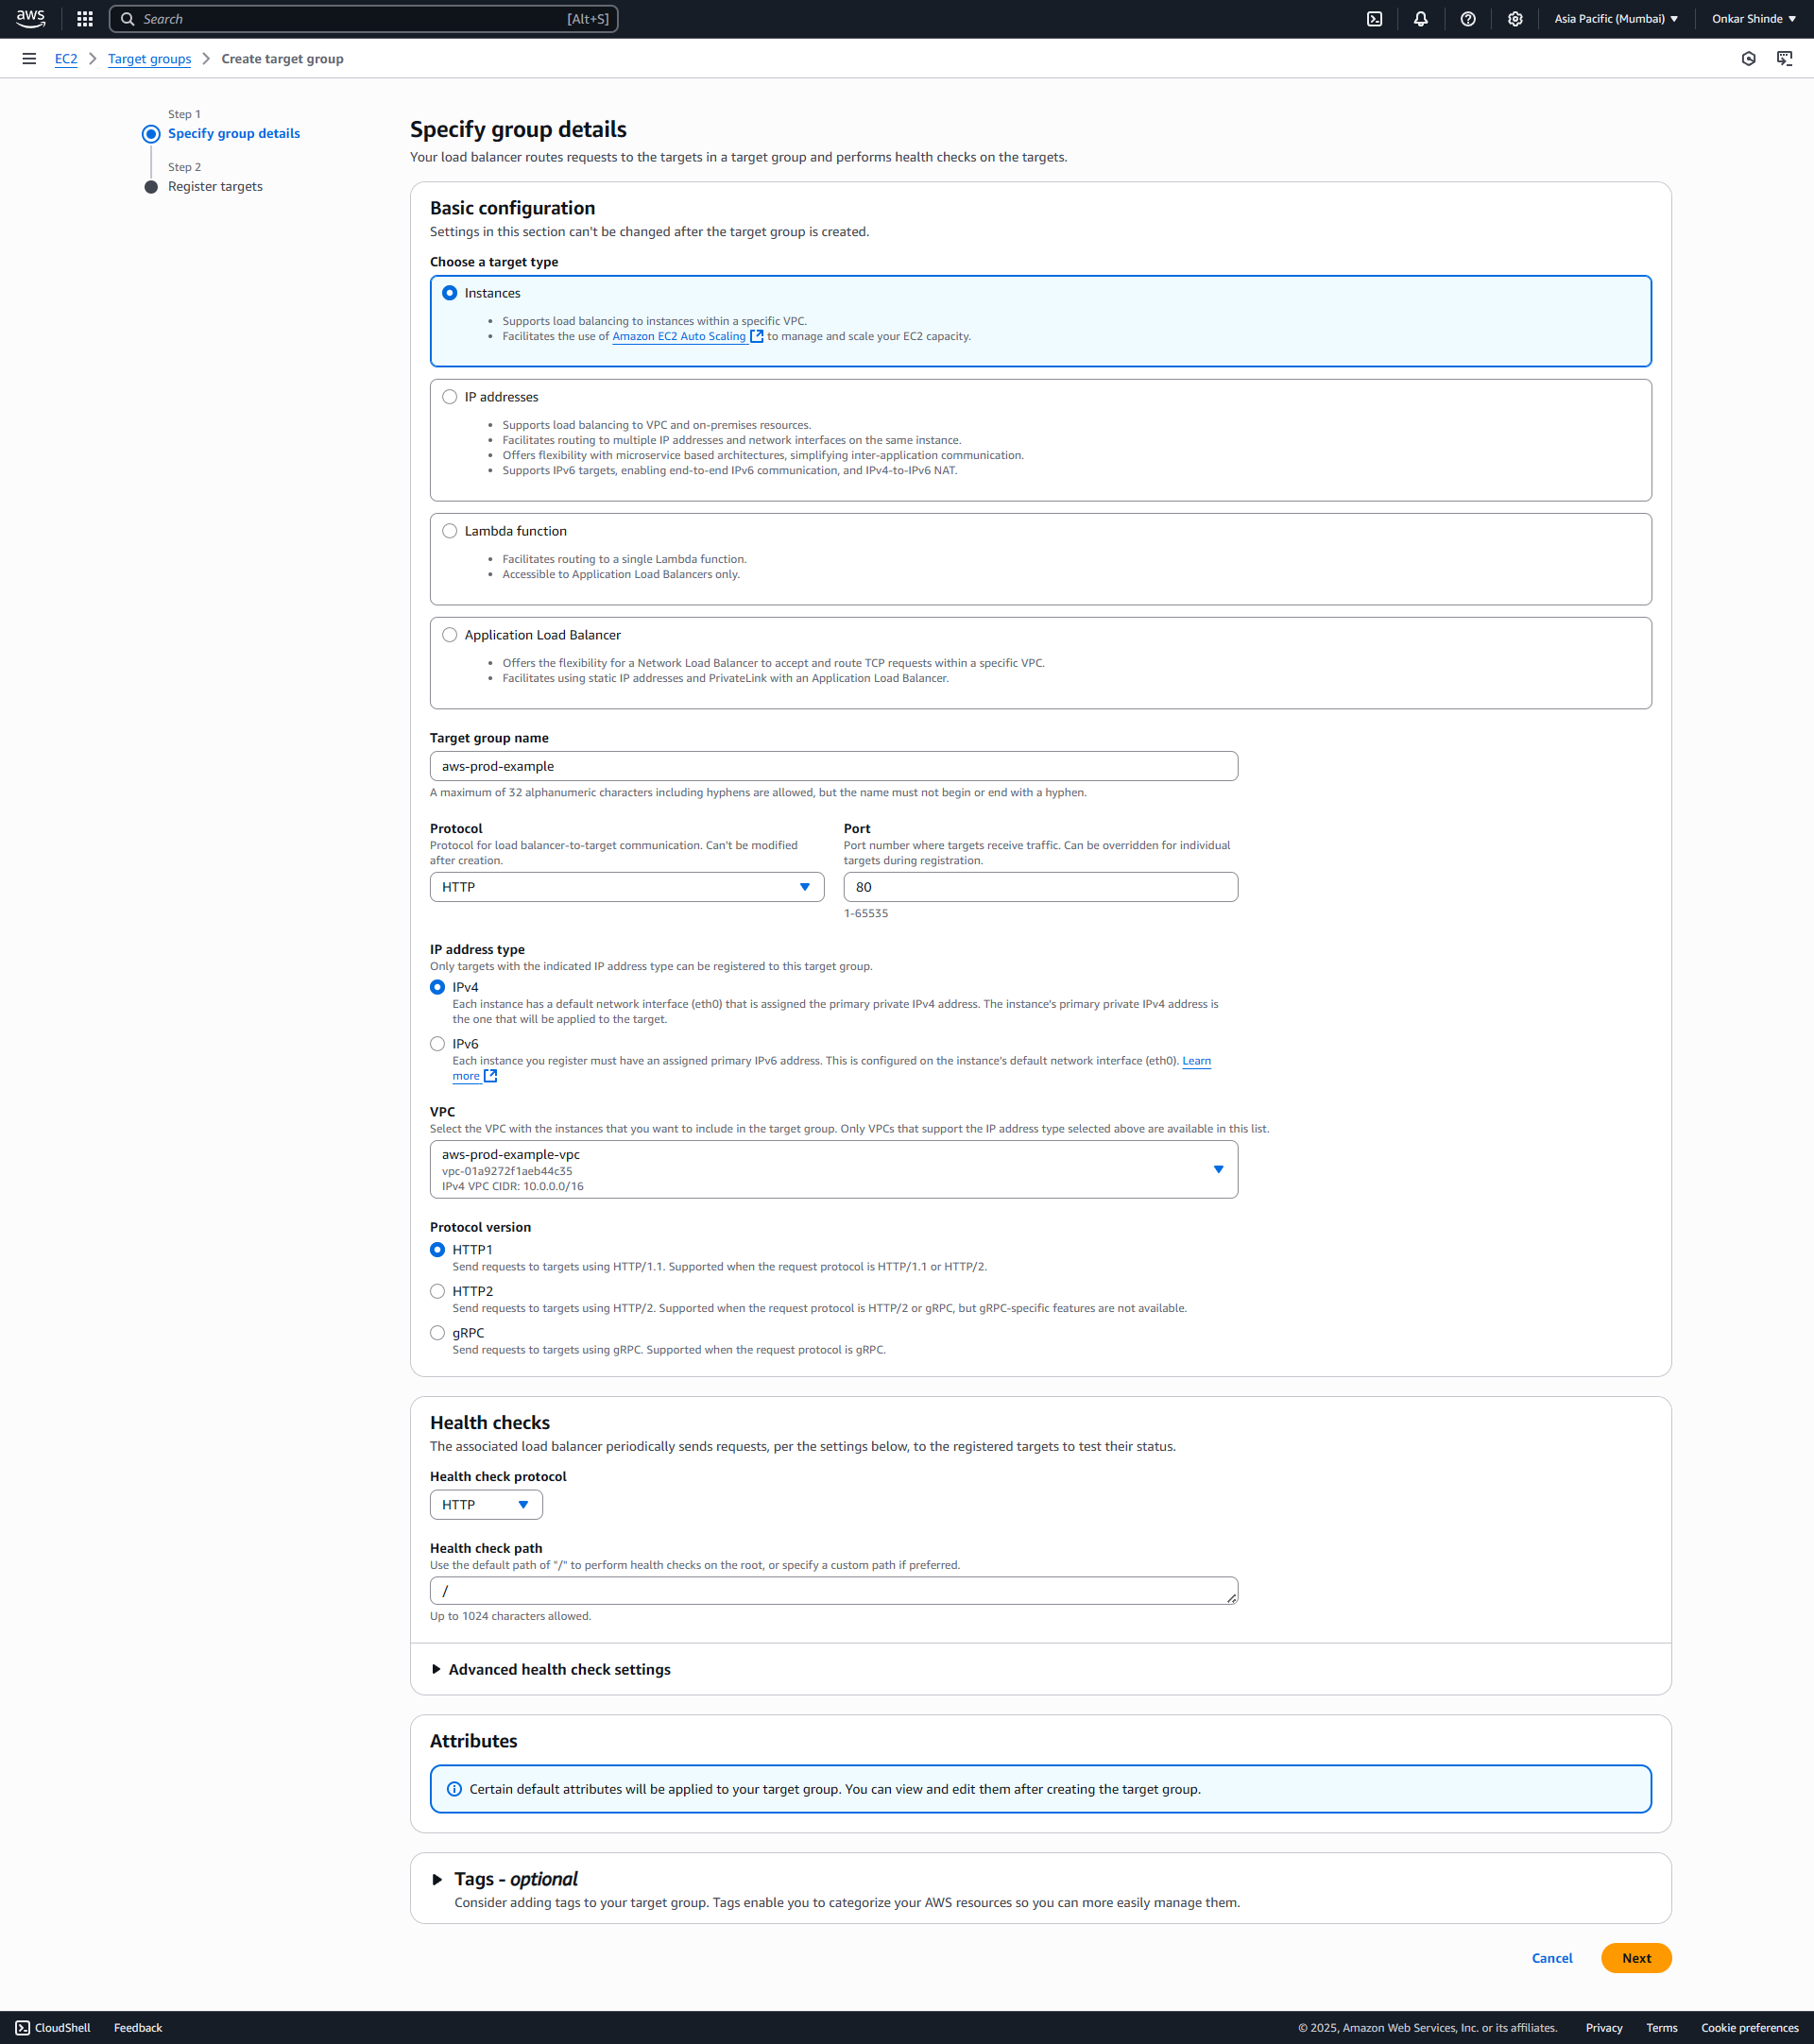 aws
Search [Alt+S]
Asia Pacific (Mumbai)
Onkar Shinde
EC2
Target groups
Create target group
Step 1
Specify group details
Step 2
Register targets
Specify group details
Your load balancer routes requests to the targets in a target group and performs health checks on the targets.
Basic configuration
Settings in this section can't be changed after the target group is created.
Choose a target type
Instances
Supports load balancing to instances within a specific VPC.
Facilitates the use of Amazon EC2 Auto Scaling to manage and scale your EC2 capacity.
IP addresses
Supports load balancing to VPC and on-premises resources.
Facilitates routing to multiple IP addresses and network interfaces on the same instance.
Offers flexibility with microservice based architectures, simplifying inter-application communication.
Supports IPv6 targets, enabling end-to-end IPv6 communication, and IPv4-to-IPv6 NAT.
Lambda function
Facilitates routing to a single Lambda function.
Accessible to Application Load Balancers only.
Application Load Balancer
Offers the flexibility for a Network Load Balancer to accept and route TCP requests within a specific VPC.
Facilitates using static IP addresses and PrivateLink with an Application Load Balancer.
Target group name
aws-prod-example
A maximum of 32 alphanumeric characters including hyphens are allowed, but the name must not begin or end with a hyphen.
Protocol
Protocol for load balancer-to-target communication. Can't be modified
after creation.
HTTP
Port
Port number where targets receive traffic. Can be overridden for individual
targets during registration.
80
1-65535
IP address type
Only targets with the indicated IP address type can be registered to this target group.
IPv4
Each instance has a default network interface (eth0) that is assigned the primary private IPv4 address. The instance's primary private IPv4 address is
the one that will be applied to the target.
IPv6
Each instance you register must have an assigned primary IPv6 address. This is configured on the instance's default network interface (eth0). Learn
more
VPC
Select the VPC with the instances that you want to include in the target group. Only VPCs that support the IP address type selected above are available in this list.
aws-prod-example-vpc
vpc-01a9272f1aeb44c35
IPv4 VPC CIDR: 10.0.0.0/16
Protocol version
HTTP1
Send requests to targets using HTTP/1.1. Supported when the request protocol is HTTP/1.1 or HTTP/2.
HTTP2
Send requests to targets using HTTP/2. Supported when the request protocol is HTTP/2 or gRPC, but gRPC-specific features are not available.
gRPC
Send requests to targets using gRPC. Supported when the request protocol is gRPC.
Health checks
The associated load balancer periodically sends requests, per the settings below, to the registered targets to test their status.
Health check protocol
HTTP
Health check path
Use the default path of "/" to perform health checks on the root, or specify a custom path if preferred.
/
Up to 1024 characters allowed.
Advanced health check settings
Attributes
Certain default attributes will be applied to your target group. You can view and edit them after creating the target group.
Tags - optional
Consider adding tags to your target group. Tags enable you to categorize your AWS resources so you can more easily manage them.
Cancel
Next
CloudShell
Feedback
© 2025, Amazon Web Services, Inc. or its affiliates.
Privacy
Terms
Cookie preferences